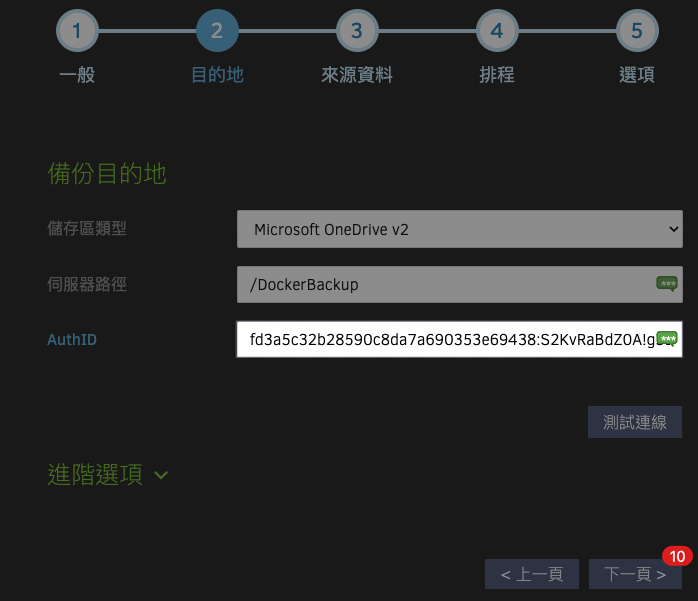 1 2 3 4 5
一般 目的地 來源資料 排程 選項
備份目的地
儲存區類型 Microsoft OneDrive v2
伺服器路徑 /DockerBackup
AuthID fd3a5c32b28590c8da7a690353e69438:S2KvRaBdZ0A!g
測試連線
進階選項
10
< 上一頁 下一頁 >